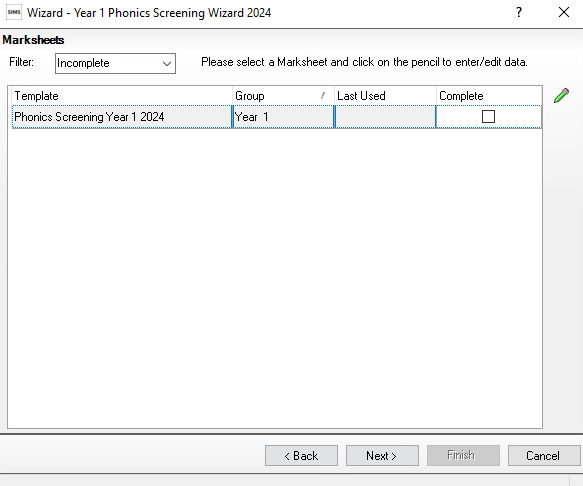 SIMS Wizard - Year 1 Phonics Screening Wizard 2024 ?
Marksheets
Filter: Incomplete Please select a Marksheet and click on the pencil to enter/edit data.
Template Group / Last Used Complete
Phonics Screening Year 1 2024 Year 1
< Back Next > Finish Cancel